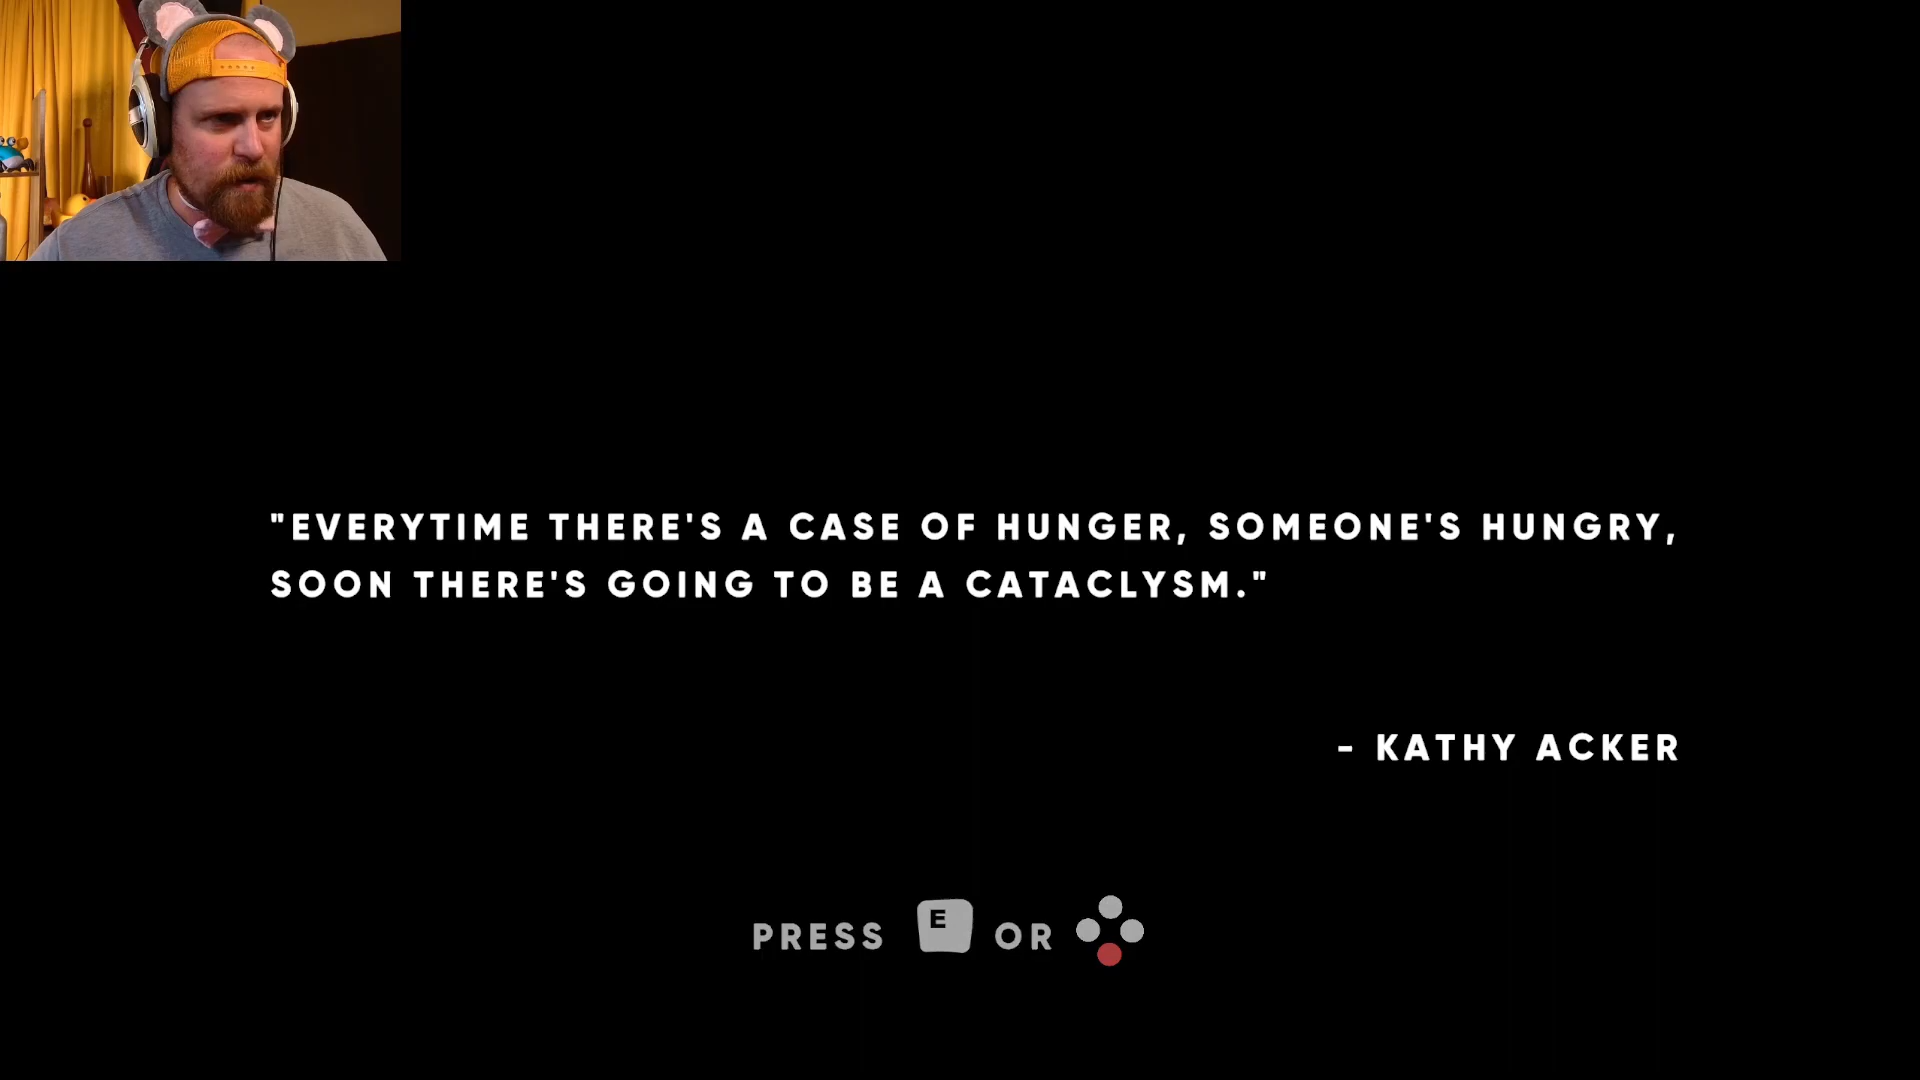 "EVERYTIME THERE'S A CASE OF HUNGER, SOMEONE'S HUNGRY,
SOON THERE'S GOING TO BE A CATACLYSM."
- KATHY ACKER
PRESS E OR